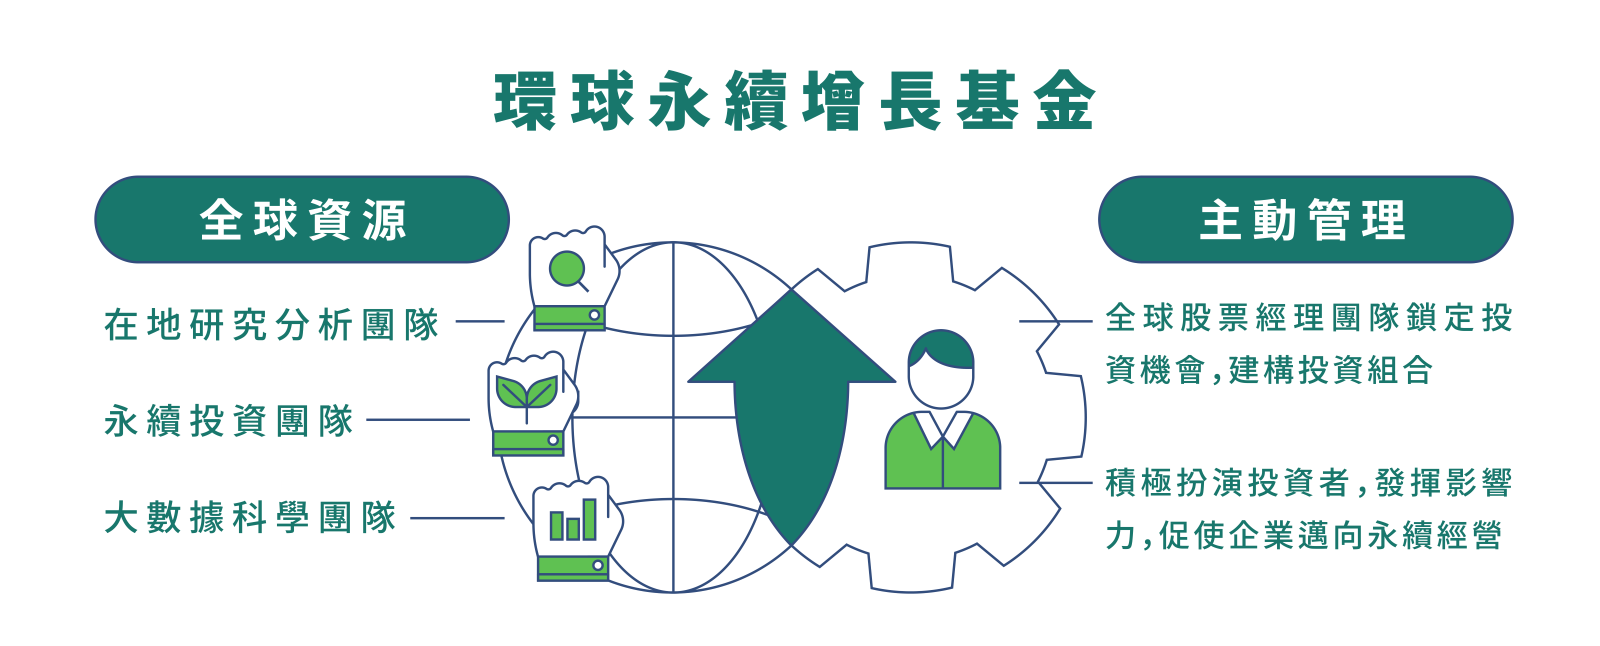 環球永續增長基金
全球資源
在地研究分析團隊
永續投資團隊
大數據科學團隊
主動管理
全球股票經理團隊鎖定投
資機會，建構投資組合
積極扮演投資者，發揮影響
力，促使企業邁向永續經營